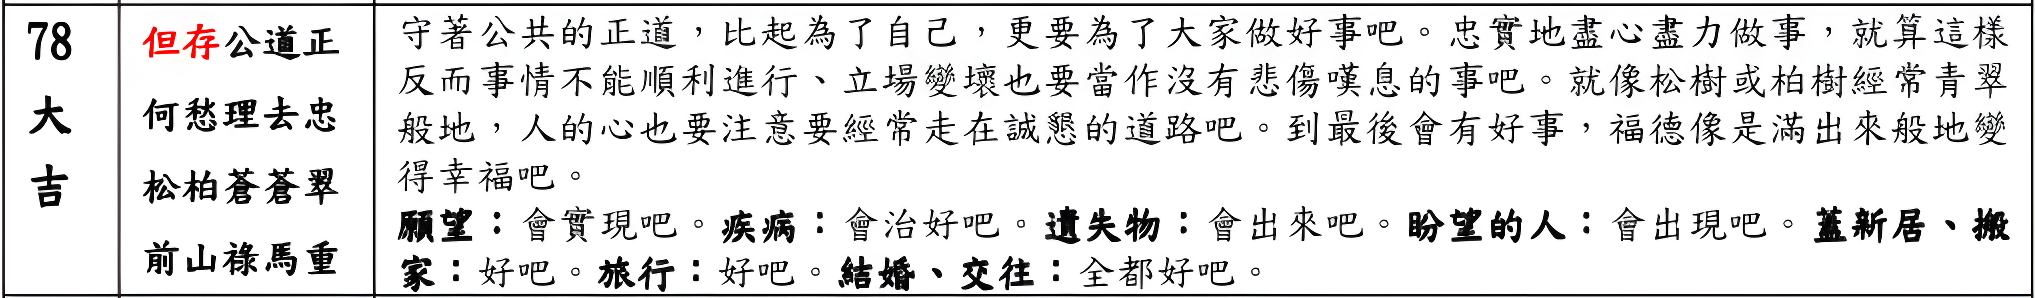 78
大
吉
但存公道正
何愁理去忠
松柏蒼蒼翠
前山祿馬重
守著公共的正道，比起為了自己，更要為了大家做好事吧。忠實地盡心盡力做事，就算這樣
反而事情不能順利進行、立場變壞也要當作沒有悲傷嘆息的事吧。就像松樹或柏樹經常青翠
般地，人的心也要注意要經常走在誠懇的道路吧。到最後會有好事，福德像是滿出來般地變
得幸福吧。
願望：會實現吧。疾病：會治好吧。遺失物：會出來吧。盼望的人：會出現吧。蓋新居、搬
家：好吧。旅行：好吧。結婚、交往：全都好吧。